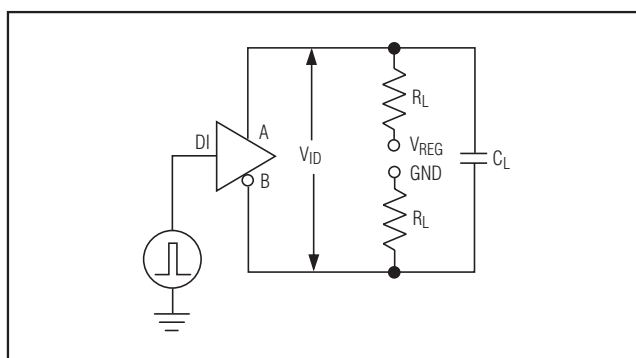 A
DI
B
V_ID
R_L
V_REG
GND
R_L
C_L